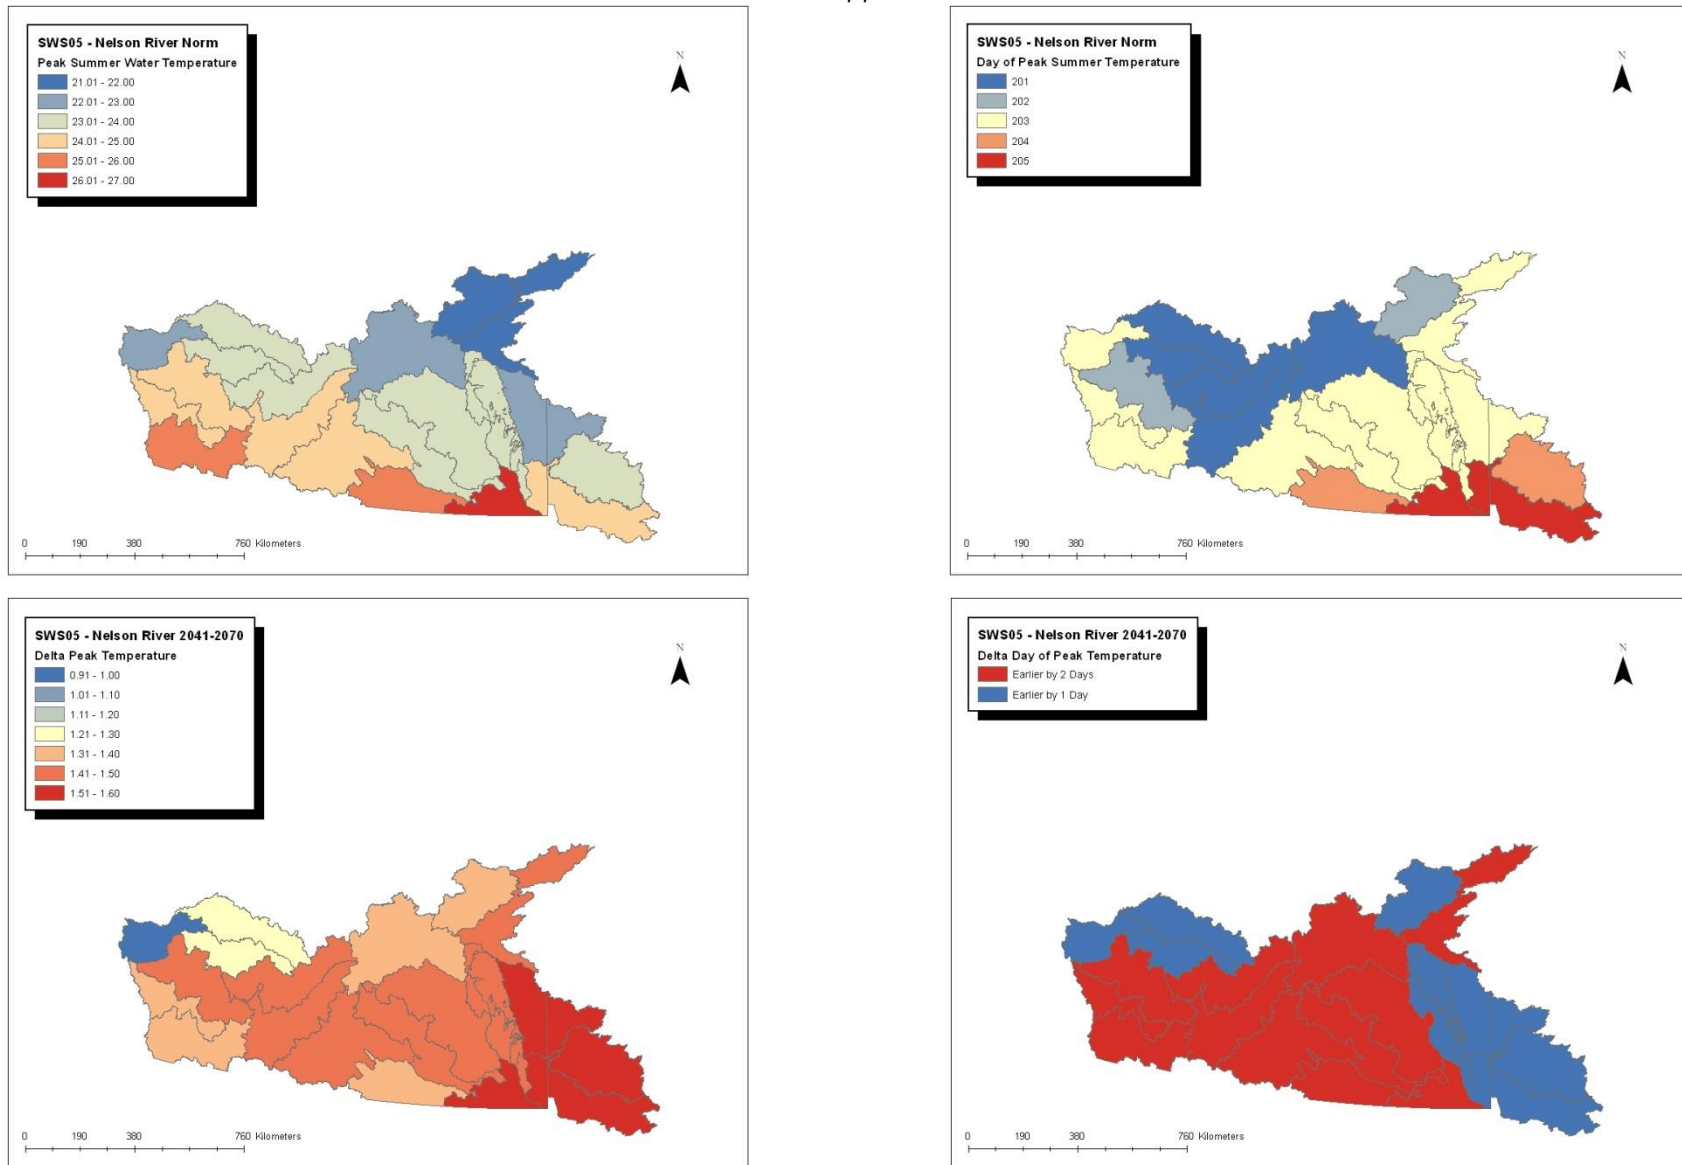 SWS05 - Nelson River Norm
Peak Summer Water Temperature
21.01 - 22.00
22.01 - 23.00
23.01 - 24.00
24.01 - 25.00
25.01 - 26.00
26.01 - 27.00
N
0 190 380 760 Kilometers
SWS05 - Nelson River Norm
Day of Peak Summer Temperature
201
202
203
204
205
N
0 190 380 760 Kilometers
SWS05 - Nelson River 2041-2070
Delta Peak Temperature
0.91 - 1.00
1.01 - 1.10
1.11 - 1.20
1.21 - 1.30
1.31 - 1.40
1.41 - 1.50
1.51 - 1.60
N
0 190 380 760 Kilometers
SWS05 - Nelson River 2041-2070
Delta Day of Peak Temperature
Earlier by 2 Days
Earlier by 1 Day
N
0 190 380 760 Kilometers